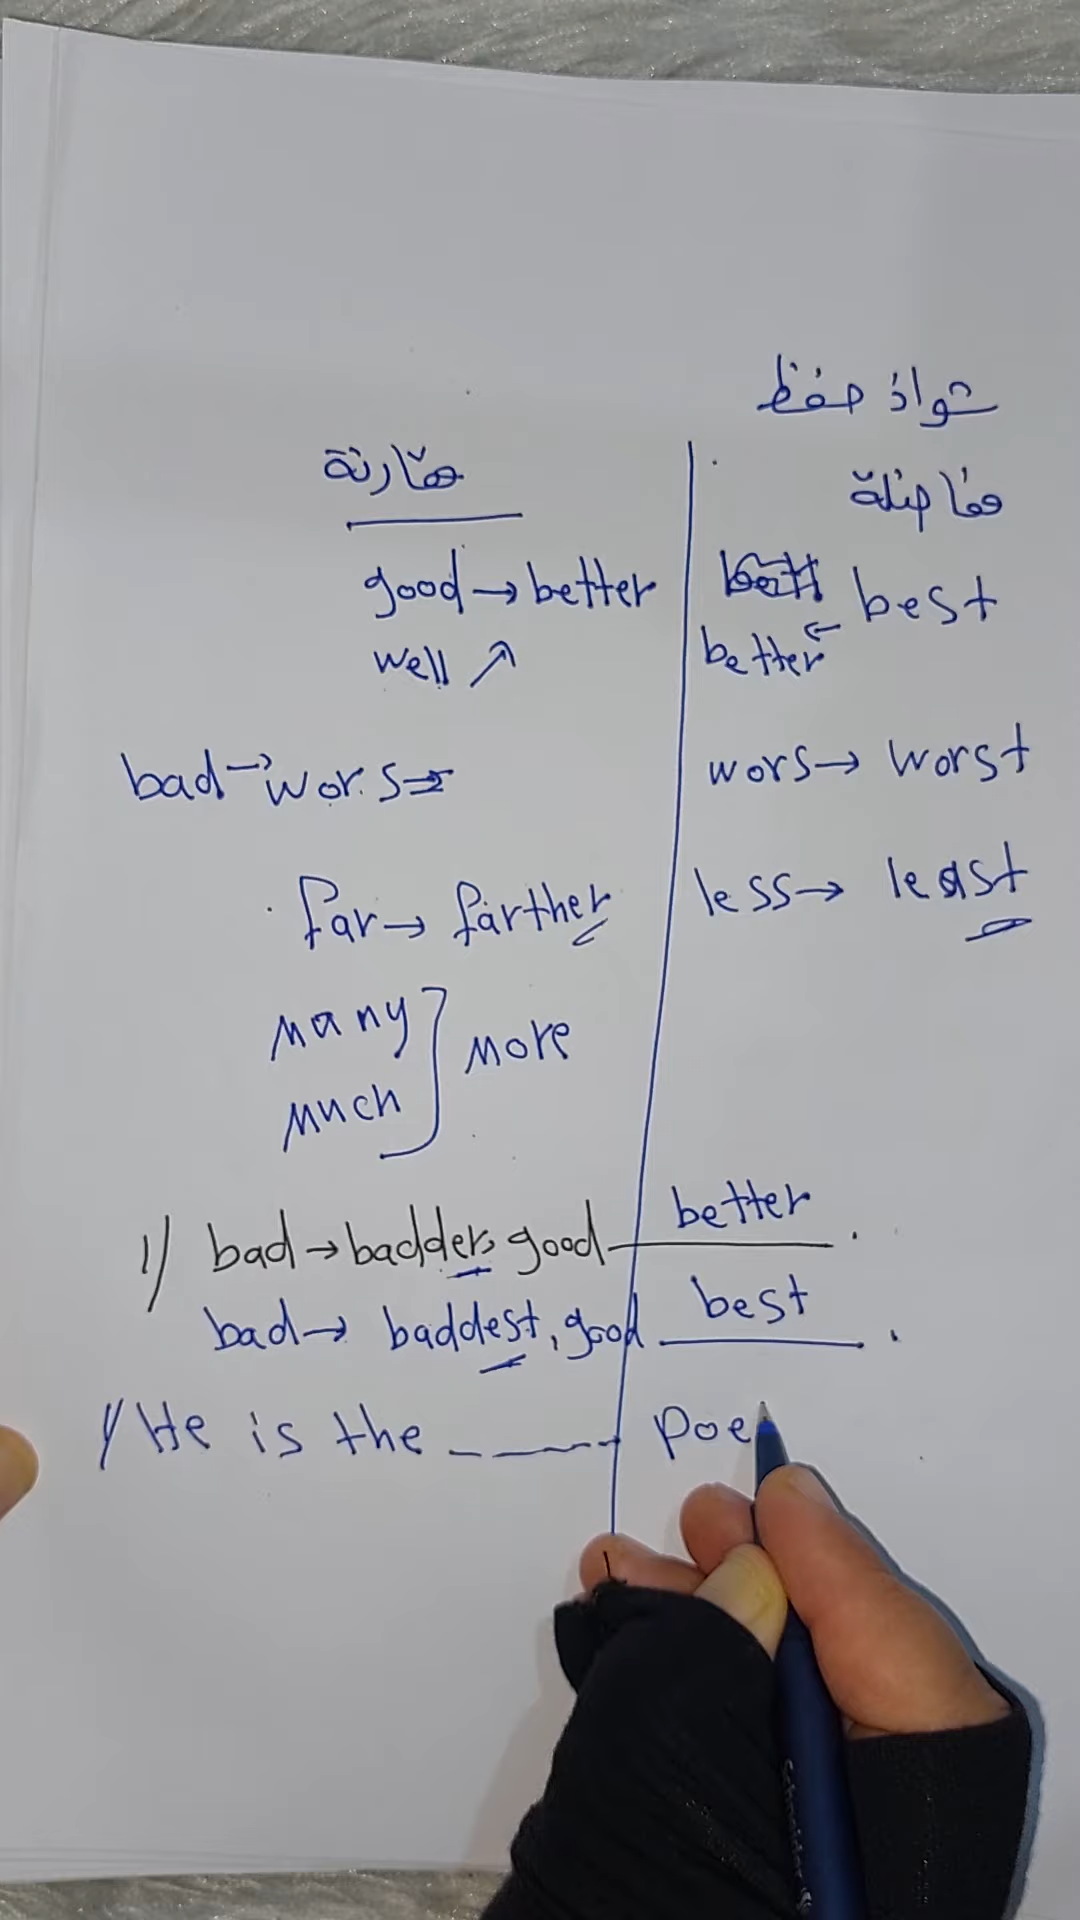 شواذ حفظ
مقارنة
مفاضلة
good → better
best
well ↗
better ←
bad → wors
wors → worst
far → farther
less → least
many
much } more
1/ bad → badder, good better .
bad → baddest, good best .
/ He is the ------ poe